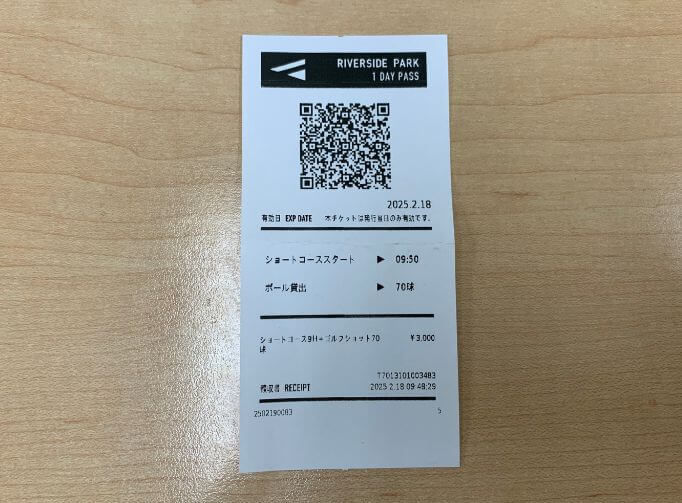 RIVERSIDE PARK
1 DAY PASS
2025.2.18
有効日 EXP DATE 本チケットは発行当日のみ有効です。
ショートコーススタート ▶ 09:50
ボール貸出 ▶ 70球
ショートコース9H+ゴルフショット70 ¥3,000
球
T7013101003483
領収書 RECEIPT 2025.2.18 09:48:29
2502190083 5